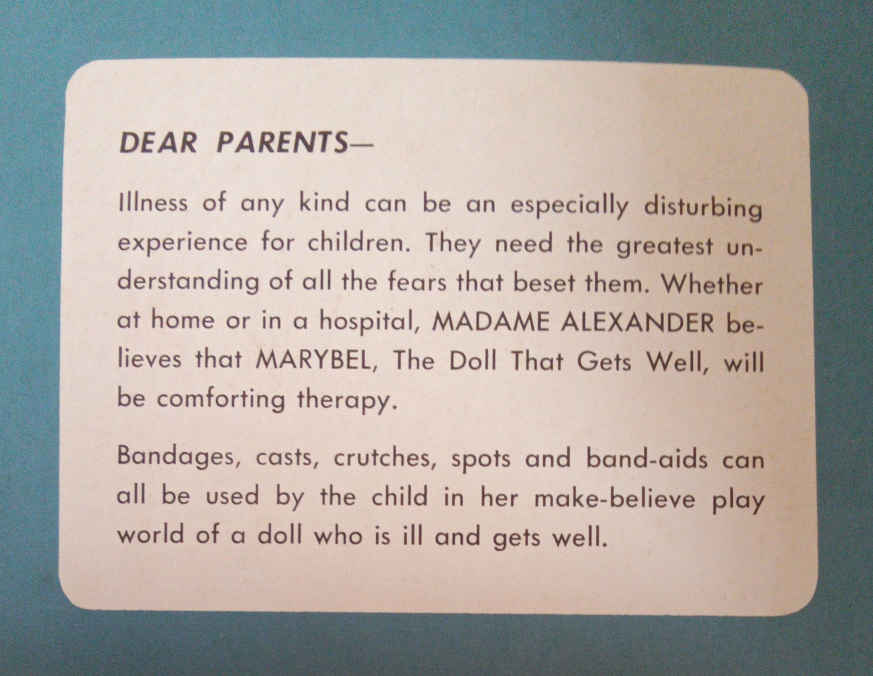 DEAR PARENTS—
Illness of any kind can be an especially disturbing
experience for children. They need the greatest un-
derstanding of all the fears that beset them. Whether
at home or in a hospital, MADAME ALEXANDER be-
lieves that MARYBEL, The Doll That Gets Well, will
be comforting therapy.
Bandages, casts, crutches, spots and band-aids can
all be used by the child in her make-believe play
world of a doll who is ill and gets well.